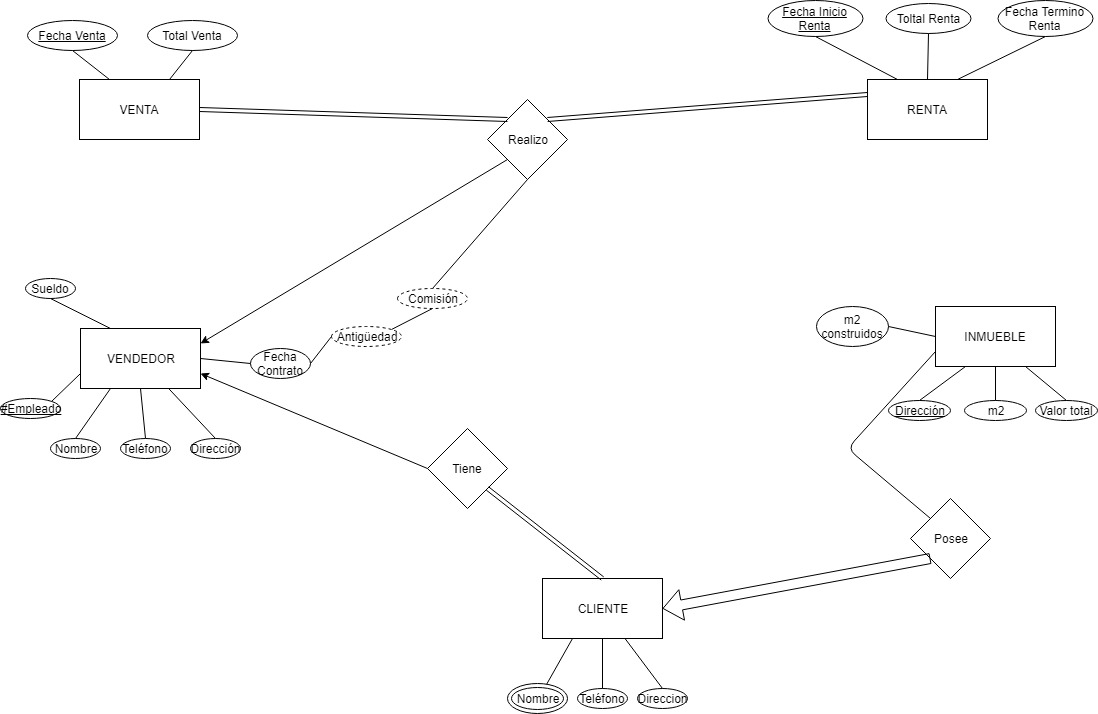 Fecha Venta
Total Venta
Fecha Inicio
Renta
Toltal Renta
Fecha Termino
Renta
VENTA
RENTA
Realizo
Sueldo
Comisión
Antigüedad
VENDEDOR
Fecha
Contrato
m2
construidos
INMUEBLE
#Empleado
Dirección
m2
Valor total
Nombre
Teléfono
Dirección
Tiene
Posee
CLIENTE
Nombre
Teléfono
Direccion